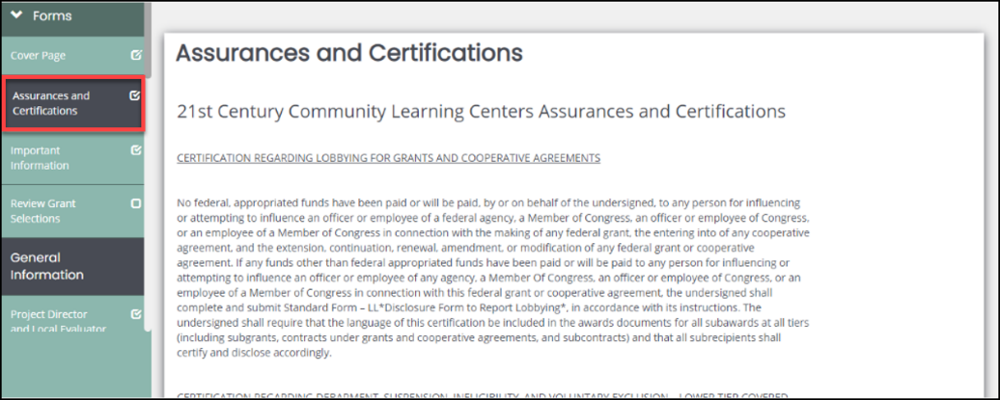 Forms
Cover Page
Assurances and
Certifications
Important
Information
Review Grant
Selections
General
Information
Project Director
and Local Evaluator
Assurances and Certifications
21st Century Community Learning Centers Assurances and Certifications
CERTIFICATION REGARDING LOBBYING FOR GRANTS AND COOPERATIVE AGREEMENTS
No federal, appropriated funds have been paid or will be paid, by or on behalf of the undersigned, to any person for influencing
or attempting to influence an officer or employee of a federal agency, a Member of Congress, an officer or employee of Congress,
or an employee of a Member of Congress in connection with the making of any federal grant, the entering into of any cooperative
agreement, and the extension, continuation, renewal, amendment, or modification of any federal grant or cooperative
agreement. If any funds other than federal appropriated funds have been paid or will be paid to any person for influencing or
attempting to influence an officer or employee of any agency, a Member Of Congress, an officer or employee of Congress, or an
employee of a Member of Congress in connection with this federal grant or cooperative agreement, the undersigned shall
complete and submit Standard Form – LL*Disclosure Form to Report Lobbying*, in accordance with its instructions. The
undersigned shall require that the language of this certification be included in the awards documents for all subawards at all tiers
(including subgrants, contracts under grants and cooperative agreements, and subcontracts) and that all subrecipients shall
certify and disclose accordingly.
CERTIFICATION REGARDING DEBARMENT, SUSPENSION, INELIGIBILITY, AND VOLUNTARY EXCLUSION – LOWER TIER COVERED